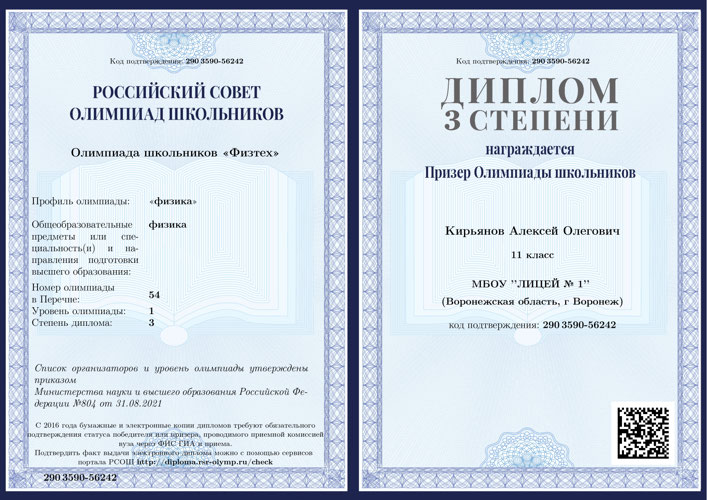 Код подтверждения: 290 3590-56242
РОССИЙСКИЙ СОВЕТ
ОЛИМПИАД ШКОЛЬНИКОВ
Олимпиада школьников «Физтех»
Профиль олимпиады: «физика»
Общеобразовательные физика
предметы или спе-
циальность(и) и на-
правления подготовки
высшего образования:
Номер олимпиады
в Перечне: 54
Уровень олимпиады: 1
Степень диплома: 3
Список организаторов и уровень олимпиады утверждены
приказом
Министерства науки и высшего образования Российской Фе-
дерации №804 от 31.08.2021
С 2016 года бумажные и электронные копии дипломов требуют обязательного
подтверждения статуса победителя или призера, проводимого приемной комиссией
вуза через ФИС ГИА и приема.
Подтвердить факт выдачи электронного диплома можно с помощью сервисов
портала РСОШ http://diploma.rsr-olymp.ru/check
290 3590-56242
Код подтверждения: 290 3590-56242
ДИПЛОМ
3 СТЕПЕНИ
награждается
Призер Олимпиады школьников
Кирьянов Алексей Олегович
11 класс
МБОУ "ЛИЦЕЙ № 1"
(Воронежская область, г Воронеж)
код подтверждения: 290 3590-56242